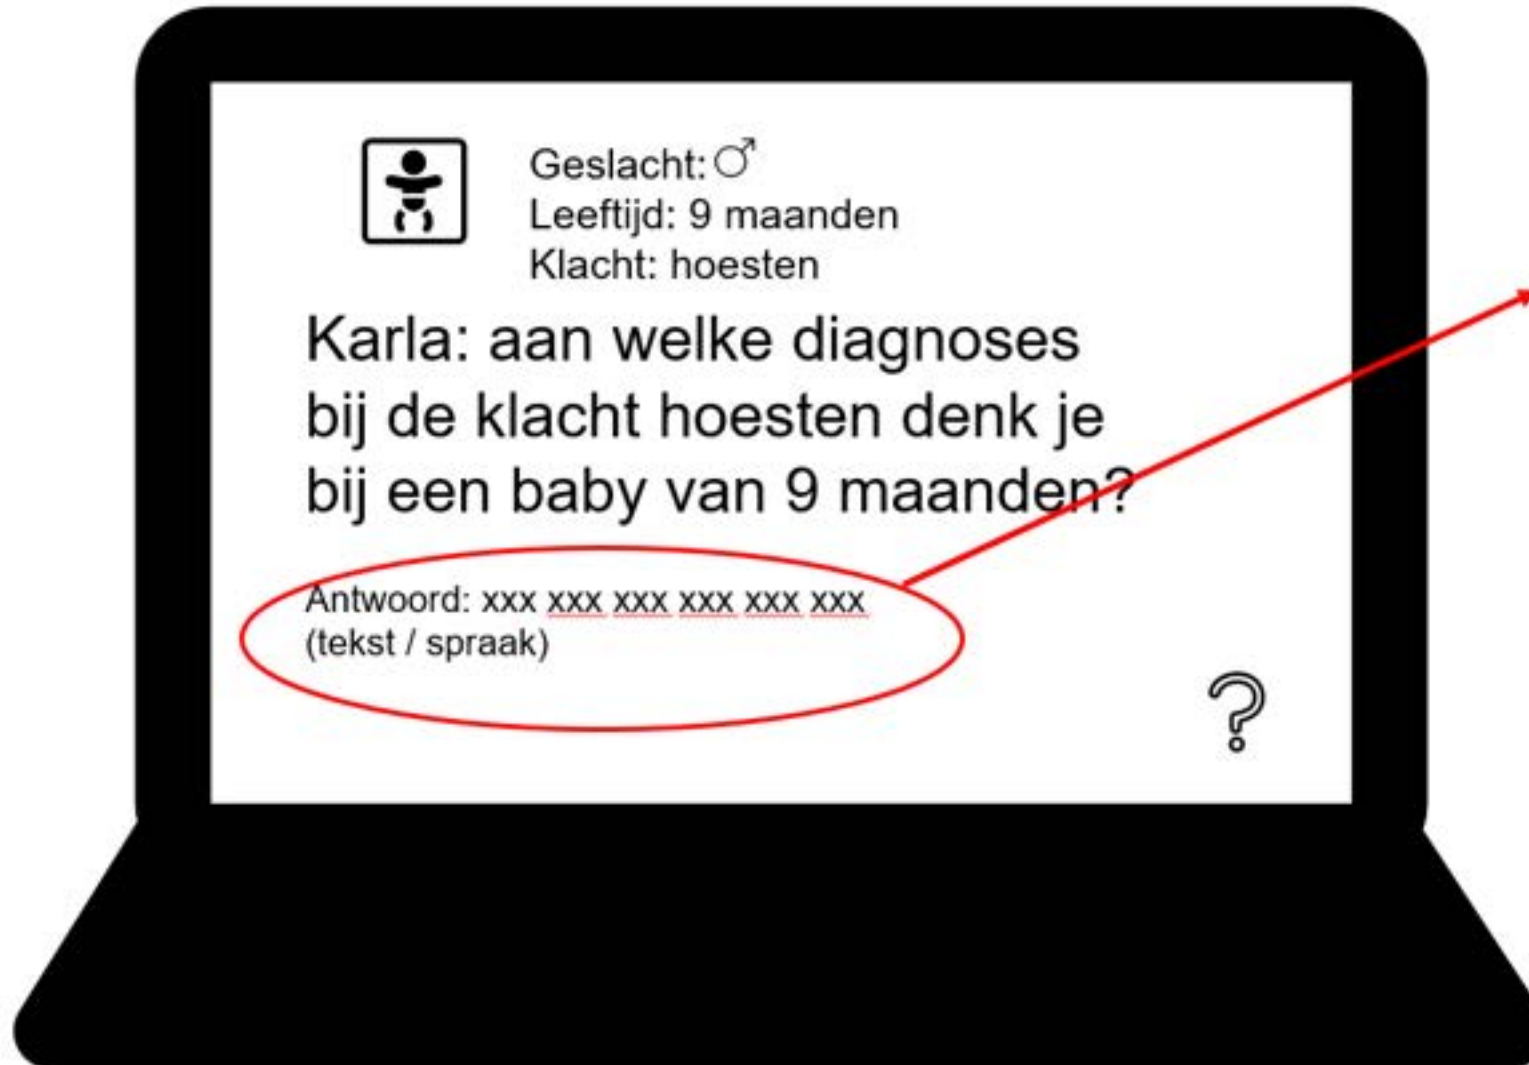 Geslacht: ♂
Leeftijd: 9 maanden
Klacht: hoesten
Karla: aan welke diagnoses
bij de klacht hoesten denk je
bij een baby van 9 maanden?
Antwoord: xxx xxx xxx xxx xxx xxx
(tekst / spraak)
?